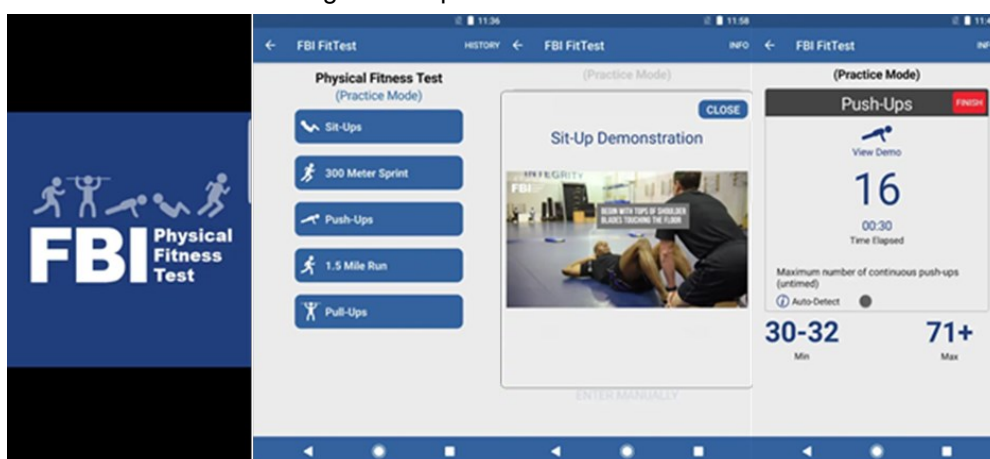 FBI Physical
Fitness
Test
11:36
FBI FitTest HISTORY
Physical Fitness Test
(Practice Mode)
Sit-Ups
300 Meter Sprint
Push-Ups
1.5 Mile Run
Pull-Ups
11:58
FBI FitTest INFO
(Practice Mode)
CLOSE
Sit-Up Demonstration
INTEGRITY
FBI
BEGIN WITH TOPS OF SHOULDER
BLADES TOUCHING THE FLOOR
ENTER MANUALLY
FBI FitTest
(Practice Mode)
Push-Ups FINISH
View Demo
16
00:30
Time Elapsed
Maximum number of continuous push-ups
(untimed)
Auto-Detect
30-32 71+
Min Max